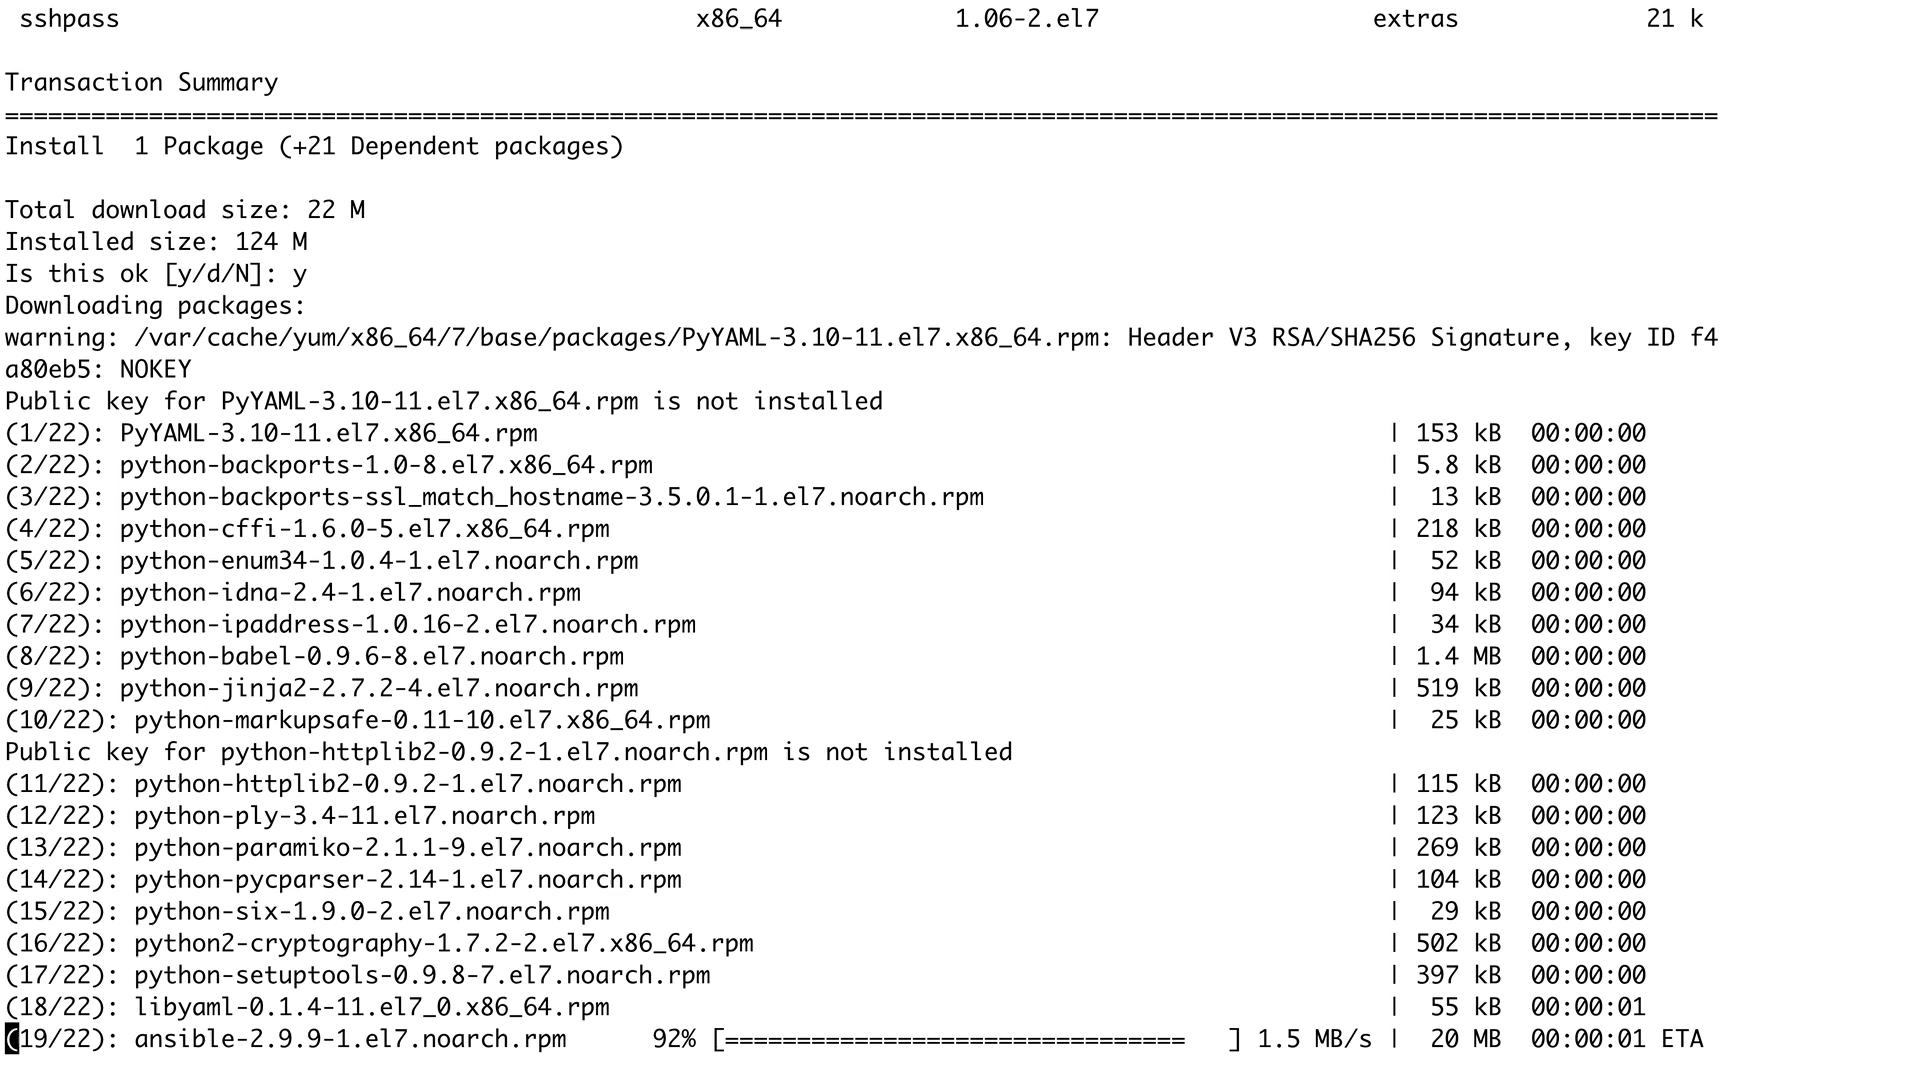 sshpass x86_64 1.06-2.el7 extras 21 k
Transaction Summary
=======================================================================================================================
Install  1 Package (+21 Dependent packages)
Total download size: 22 M
Installed size: 124 M
Is this ok [y/d/N]: y
Downloading packages:
warning: /var/cache/yum/x86_64/7/base/packages/PyYAML-3.10-11.el7.x86_64.rpm: Header V3 RSA/SHA256 Signature, key ID f4
a80eb5: NOKEY
Public key for PyYAML-3.10-11.el7.x86_64.rpm is not installed
(1/22): PyYAML-3.10-11.el7.x86_64.rpm | 153 kB  00:00:00
(2/22): python-backports-1.0-8.el7.x86_64.rpm | 5.8 kB  00:00:00
(3/22): python-backports-ssl_match_hostname-3.5.0.1-1.el7.noarch.rpm |  13 kB  00:00:00
(4/22): python-cffi-1.6.0-5.el7.x86_64.rpm | 218 kB  00:00:00
(5/22): python-enum34-1.0.4-1.el7.noarch.rpm |  52 kB  00:00:00
(6/22): python-idna-2.4-1.el7.noarch.rpm |  94 kB  00:00:00
(7/22): python-ipaddress-1.0.16-2.el7.noarch.rpm |  34 kB  00:00:00
(8/22): python-babel-0.9.6-8.el7.noarch.rpm | 1.4 MB  00:00:00
(9/22): python-jinja2-2.7.2-4.el7.noarch.rpm | 519 kB  00:00:00
(10/22): python-markupsafe-0.11-10.el7.x86_64.rpm |  25 kB  00:00:00
Public key for python-httplib2-0.9.2-1.el7.noarch.rpm is not installed
(11/22): python-httplib2-0.9.2-1.el7.noarch.rpm | 115 kB  00:00:00
(12/22): python-ply-3.4-11.el7.noarch.rpm | 123 kB  00:00:00
(13/22): python-paramiko-2.1.1-9.el7.noarch.rpm | 269 kB  00:00:00
(14/22): python-pycparser-2.14-1.el7.noarch.rpm | 104 kB  00:00:00
(15/22): python-six-1.9.0-2.el7.noarch.rpm |  29 kB  00:00:00
(16/22): python2-cryptography-1.7.2-2.el7.x86_64.rpm | 502 kB  00:00:00
(17/22): python-setuptools-0.9.8-7.el7.noarch.rpm | 397 kB  00:00:00
(18/22): libyaml-0.1.4-11.el7_0.x86_64.rpm |  55 kB  00:00:01
(19/22): ansible-2.9.9-1.el7.noarch.rpm 92% [================================   ] 1.5 MB/s |  20 MB  00:00:01 ETA